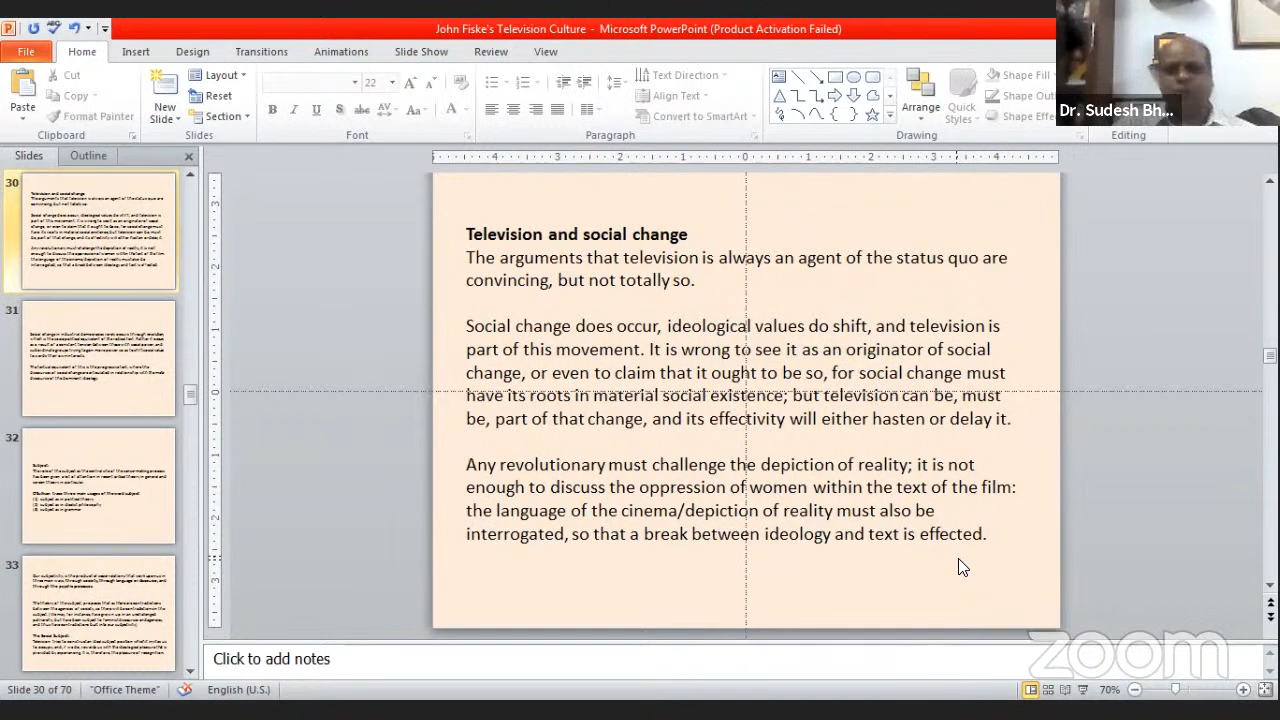 John Fiske's Television Culture - Microsoft PowerPoint (Product Activation Failed)
File Home Insert Design Transitions Animations Slide Show Review View
Cut
Copy
Format Painter
Paste
Clipboard
New
Slide
Layout
Reset
Section
Slides
22
Font
Text Direction
Align Text
Convert to SmartArt
Paragraph
Arrange
Quick
Styles
Shape Fill
Drawing
Editing
Dr. Sudesh Bh...
Slides Outline
30
31
32
33
Television and social change
The arguments that television is always an agent of the status quo are
convincing, but not totally so.
Social change does occur, ideological values do shift, and television is
part of this movement. It is wrong to see it as an originator of social
change, or even to claim that it ought to be so, for social change must
have its roots in material social existence; but television can be, must
be, part of that change, and its effectivity will either hasten or delay it.
Any revolutionary must challenge the depiction of reality; it is not
enough to discuss the oppression of women within the text of the film:
the language of the cinema/depiction of reality must also be
interrogated, so that a break between ideology and text is effected.
Click to add notes
zoom
Slide 30 of 70 "Office Theme" English (U.S.) 70%